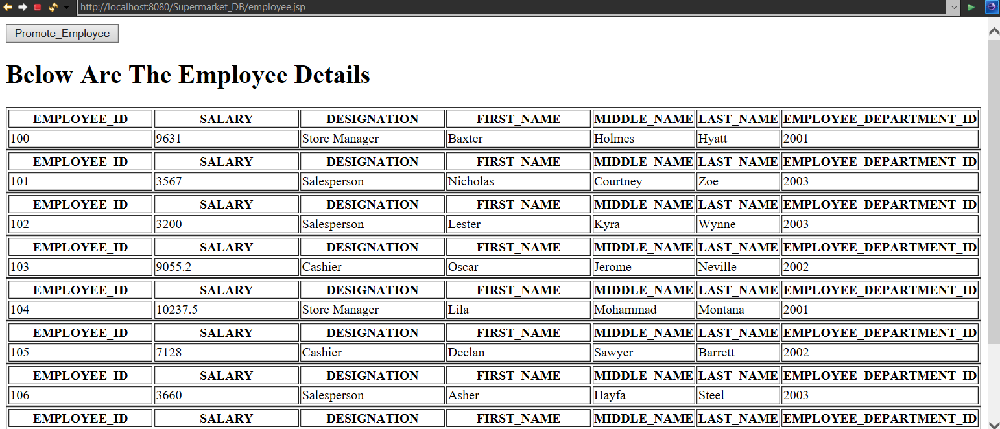 http://localhost:8080/Supermarket_DB/employee.jsp
Promote_Employee
Below Are The Employee Details
EMPLOYEE_ID SALARY DESIGNATION FIRST_NAME MIDDLE_NAME LAST_NAME EMPLOYEE_DEPARTMENT_ID
100 9631 Store Manager Baxter Holmes Hyatt 2001
EMPLOYEE_ID SALARY DESIGNATION FIRST_NAME MIDDLE_NAME LAST_NAME EMPLOYEE_DEPARTMENT_ID
101 3567 Salesperson Nicholas Courtney Zoe 2003
EMPLOYEE_ID SALARY DESIGNATION FIRST_NAME MIDDLE_NAME LAST_NAME EMPLOYEE_DEPARTMENT_ID
102 3200 Salesperson Lester Kyra Wynne 2003
EMPLOYEE_ID SALARY DESIGNATION FIRST_NAME MIDDLE_NAME LAST_NAME EMPLOYEE_DEPARTMENT_ID
103 9055.2 Cashier Oscar Jerome Neville 2002
EMPLOYEE_ID SALARY DESIGNATION FIRST_NAME MIDDLE_NAME LAST_NAME EMPLOYEE_DEPARTMENT_ID
104 10237.5 Store Manager Lila Mohammad Montana 2001
EMPLOYEE_ID SALARY DESIGNATION FIRST_NAME MIDDLE_NAME LAST_NAME EMPLOYEE_DEPARTMENT_ID
105 7128 Cashier Declan Sawyer Barrett 2002
EMPLOYEE_ID SALARY DESIGNATION FIRST_NAME MIDDLE_NAME LAST_NAME EMPLOYEE_DEPARTMENT_ID
106 3660 Salesperson Asher Hayfa Steel 2003
EMPLOYEE_ID SALARY DESIGNATION FIRST_NAME MIDDLE_NAME LAST_NAME EMPLOYEE_DEPARTMENT_ID